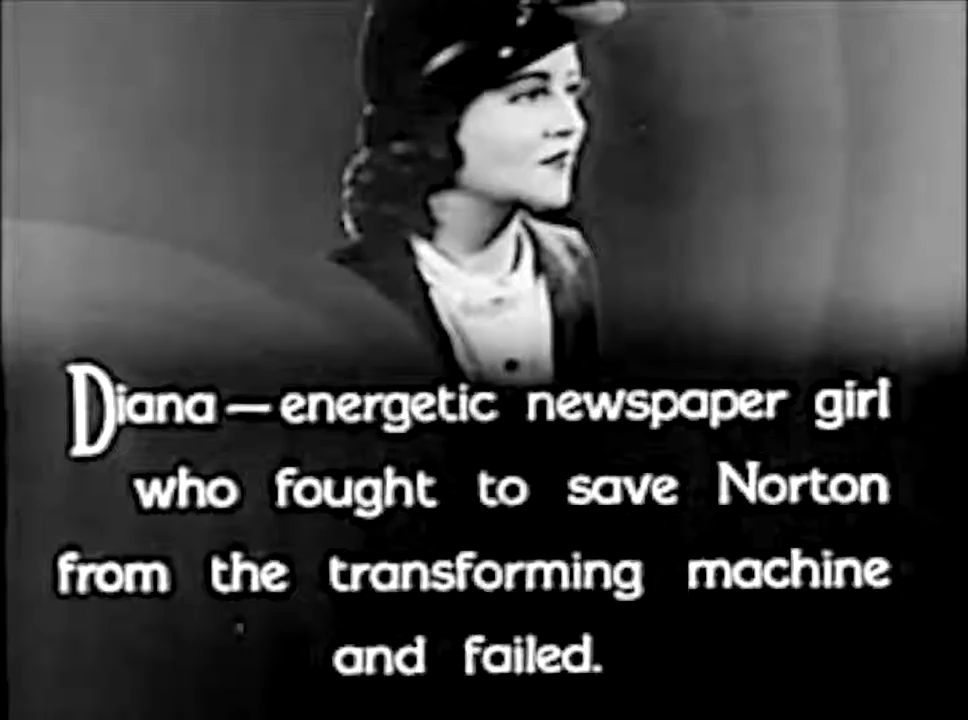 Diana—energetic newspaper girl
who fought to save Norton
from the transforming machine
and failed.